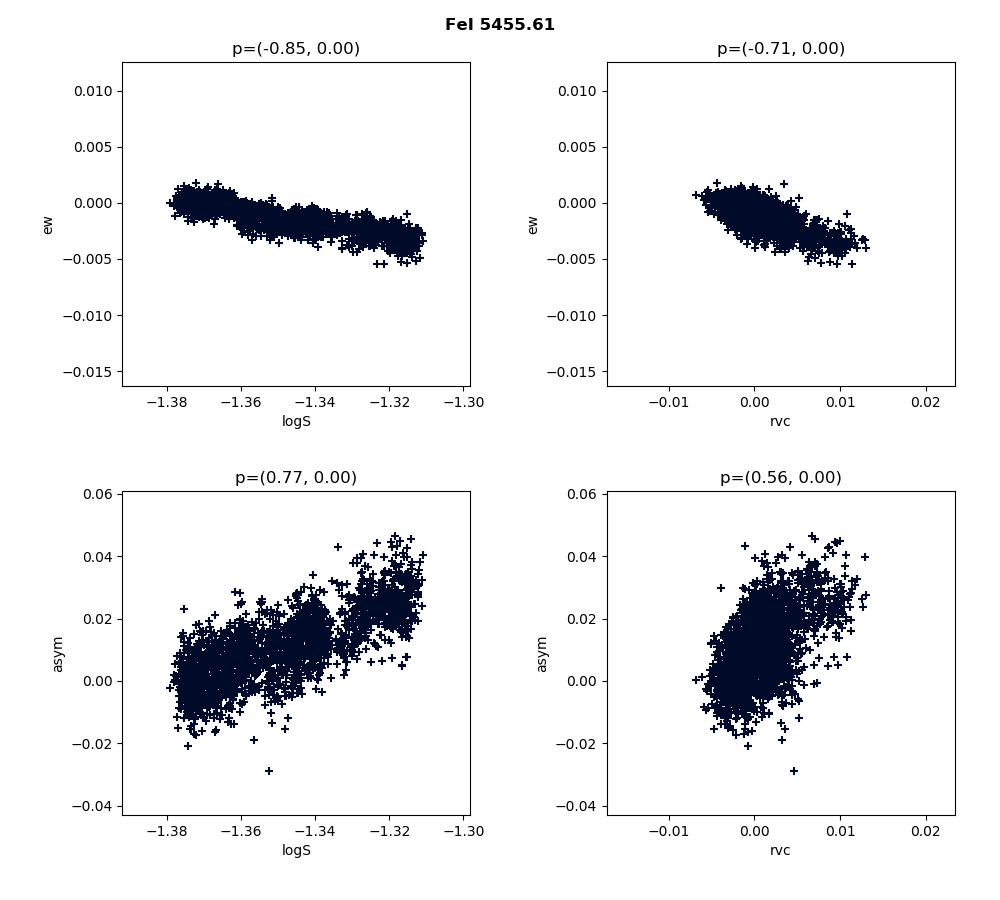 FeI 5455.61
p=(-0.85, 0.00)
0.010
0.005
0.000
−0.005
−0.010
−0.015
ew
−1.38 −1.36 −1.34 −1.32 −1.30
logS
p=(-0.71, 0.00)
0.010
0.005
0.000
−0.005
−0.010
−0.015
ew
−0.01 0.00 0.01 0.02
rvc
p=(0.77, 0.00)
0.06
0.04
0.02
0.00
−0.02
−0.04
asym
−1.38 −1.36 −1.34 −1.32 −1.30
logS
p=(0.56, 0.00)
0.06
0.04
0.02
0.00
−0.02
−0.04
asym
−0.01 0.00 0.01 0.02
rvc